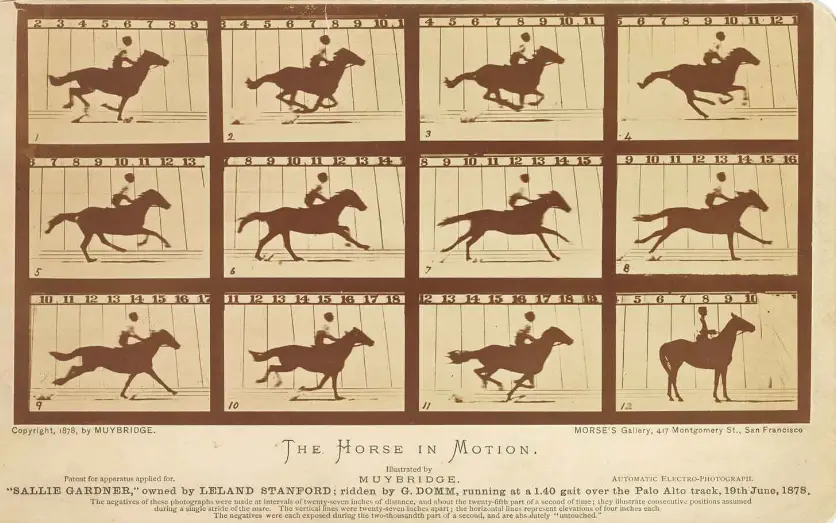 2 3 4 5 6 7 8 9
3 4 5 6 7 8 9 10 1
4 5 6 7 8 9 10 11
5 6 7 8 9 10 11 12 1
1
2
3
4
8 7 8 9 10 11 12 13
7 8 9 10 11 12 13 14 1
8 9 10 11 12 13 14 15
9 10 11 12 13 14 15 16
5
6
7
8
10 11 12 13 14 15 16 17
11 12 13 14 15 16 17 18
12 13 14 15 16 17 18 19
5 6 7 8 9 10
9
10
11
12
Copyright, 1878, by MUYBRIDGE.
MORSE'S Gallery, 417 Montgomery St., San Francisco
THE HORSE IN MOTION.
Illustrated by
Patent for apparatus applied for.
MUYBRIDGE.
AUTOMATIC ELECTRO-PHOTOGRAPH.
"SALLIE GARDNER," owned by LELAND STANFORD; ridden by G. DOMM, running at a 1.40 gait over the Palo Alto track, 19th June, 1878.
The negatives of these photographs were made at intervals of twenty-seven inches of distance, and about the twenty-fifth part of a second of time; they illustrate consecutive positions assumed
during a single stride of the mare. The vertical lines were twenty-seven inches apart; the horizontal lines represent elevations of four inches each.
The negatives were each exposed during the two-thousandth part of a second, and are absolutely "untouched."